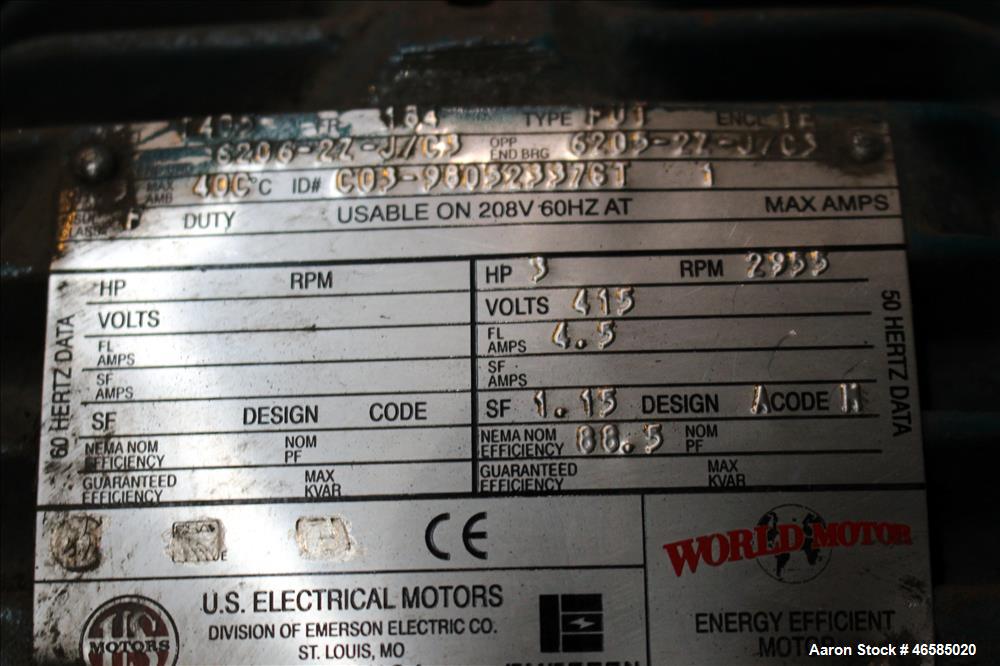 FR 184 TYPE ENCL
6206-2Z-J/C3 OPP END BRG 6205-2Z-J/C3
MAX AMB 40C°C ID# 1
F DUTY USABLE ON 208V 60HZ AT MAX AMPS
60 HERTZ DATA
HP RPM
VOLTS
FL AMPS
SF AMPS
SF DESIGN CODE
NEMA NOM EFFICIENCY NOM PF
GUARANTEED EFFICIENCY MAX KVAR
HP 3 RPM 2955
VOLTS 415
FL AMPS 4.5
SF AMPS
SF 1.15 DESIGN A CODE
NEMA NOM EFFICIENCY 88.5 NOM PF
GUARANTEED EFFICIENCY MAX KVAR
50 HERTZ DATA
CE
US MOTORS
U.S. ELECTRICAL MOTORS
DIVISION OF EMERSON ELECTRIC CO.
ST. LOUIS, MO
WORLD MOTOR
ENERGY EFFICIENT
MOTOR
Aaron Stock # 46585020